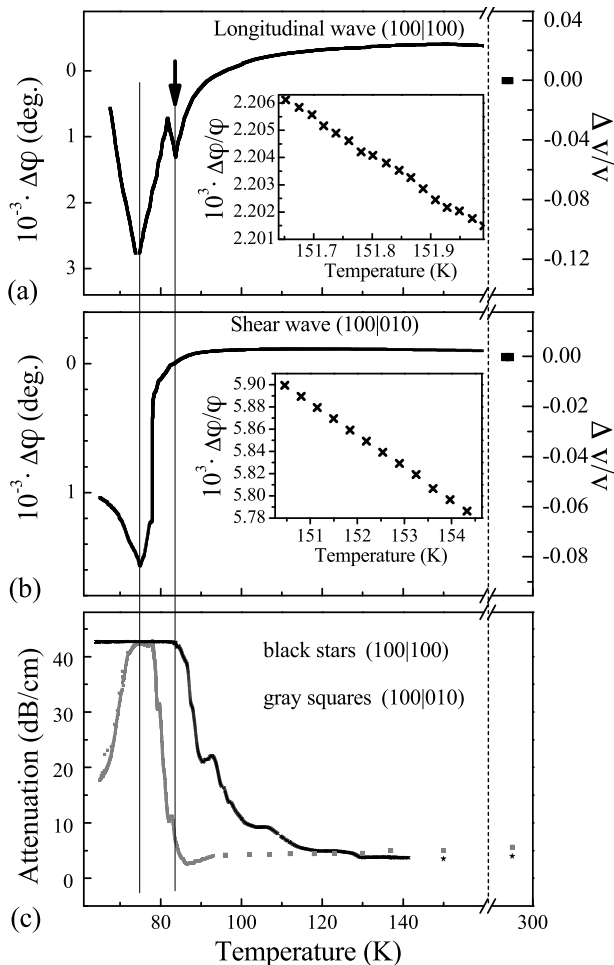 Longitudinal wave (100|100)
0.04
0
0.00
1
-0.04
2
-0.08
3
-0.12
10⁻³· Δφ (deg.)
Δ v/v
2.206
2.205
2.204
2.203
2.202
2.201
10³· Δφ/φ
151.7 151.8 151.9
Temperature (K)
(a)
Shear wave (100|010)
0
0.00
-0.02
-0.04
1
-0.06
-0.08
10⁻³· Δφ (deg.)
Δ v/v
5.90
5.88
5.86
5.84
5.82
5.80
5.78
10³· Δφ/φ
151 152 153 154
Temperature (K)
(b)
black stars (100|100)
gray squares (100|010)
40
30
20
10
0
Attenuation (dB/cm)
(c)
80 100 120 140 300
Temperature (K)